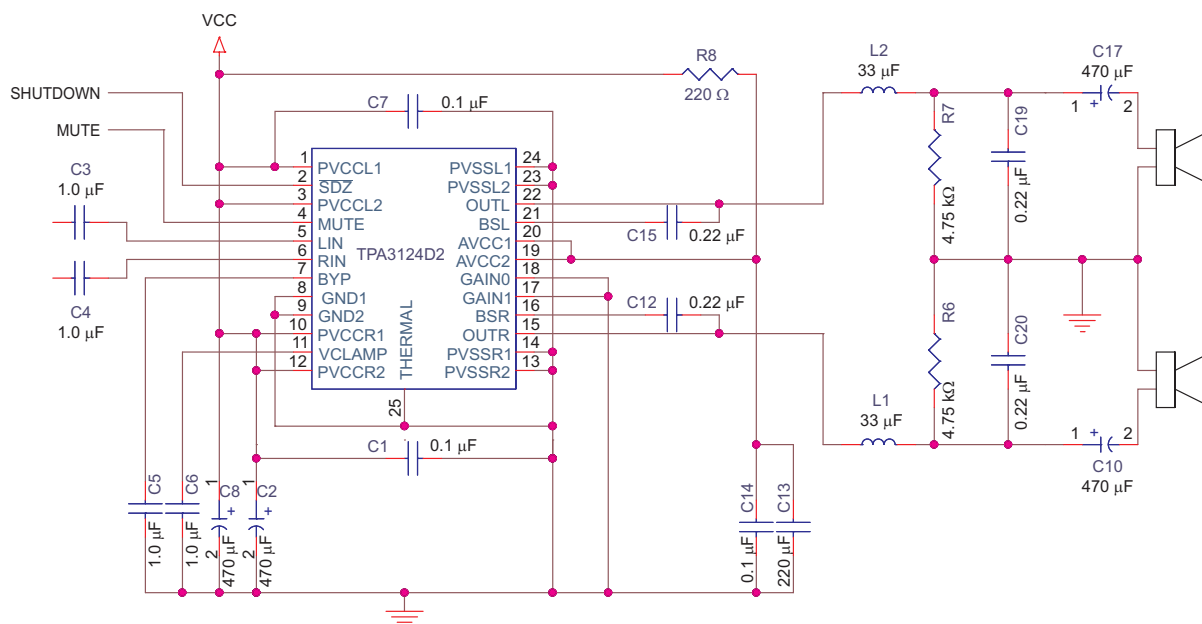 VCC
SHUTDOWN
MUTE
C3
1.0 µF
C4
1.0 µF
C7
0.1 µF
R8
220 Ω
L2
33 µF
C17
470 µF
1
+
2
R7
4.75 kΩ
C19
0.22 µF
1 PVCCL1
2 SDZ
3 PVCCL2
4 MUTE
5 LIN
6 RIN
7 BYP
8 GND1
9 GND2
10 PVCCR1
11 VCLAMP
12 PVCCR2
TPA3124D2
THERMAL
25
PVSSL1 24
PVSSL2 23
OUTL 22
BSL 21
AVCC1 20
AVCC2 19
GAIN0 18
GAIN1 17
BSR 16
OUTR 15
PVSSR1 14
PVSSR2 13
C15
0.22 µF
C12
0.22 µF
R6
4.75 kΩ
C20
0.22 µF
L1
33 µF
1
+
2
C10
470 µF
C1
0.1 µF
C5
1.0 µF
C6
1.0 µF
1
C8
+
2
470 µF
1
C2
+
2
470 µF
C14
0.1 µF
C13
220 µF